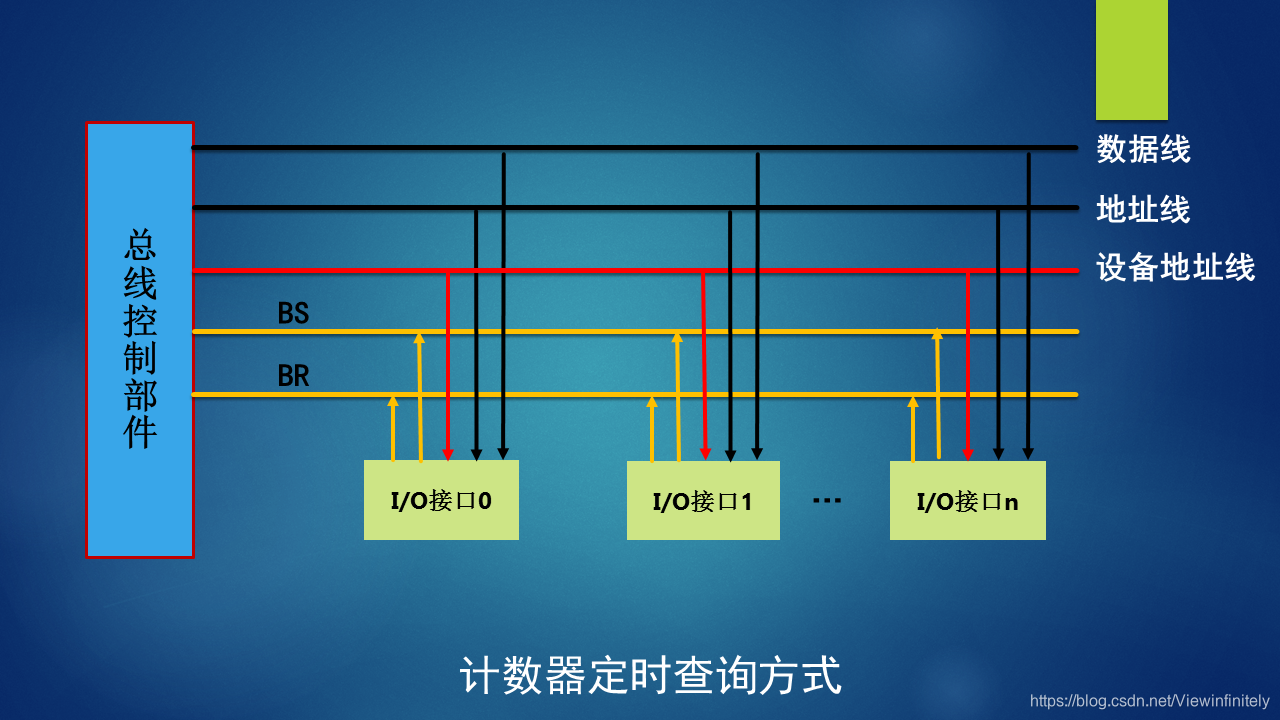 数据线
地址线
设备地址线
总线控制部件
BS
BR
I/O接口0
I/O接口1
...
I/O接口n
计数器定时查询方式
https://blog.csdn.net/Viewinfinitely